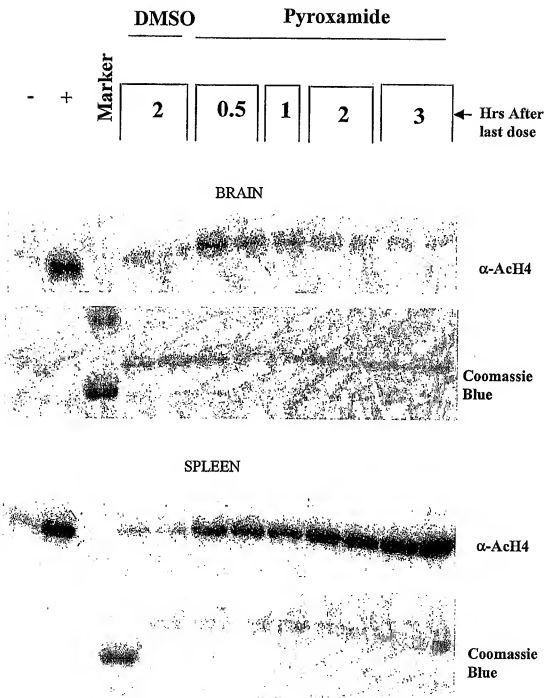 DMSO Pyroxamide
- + Marker 2 0.5 1 2 3 Hrs After
last dose
BRAIN
α-AcH4
Coomassie
Blue
SPLEEN
α-AcH4
Coomassie
Blue